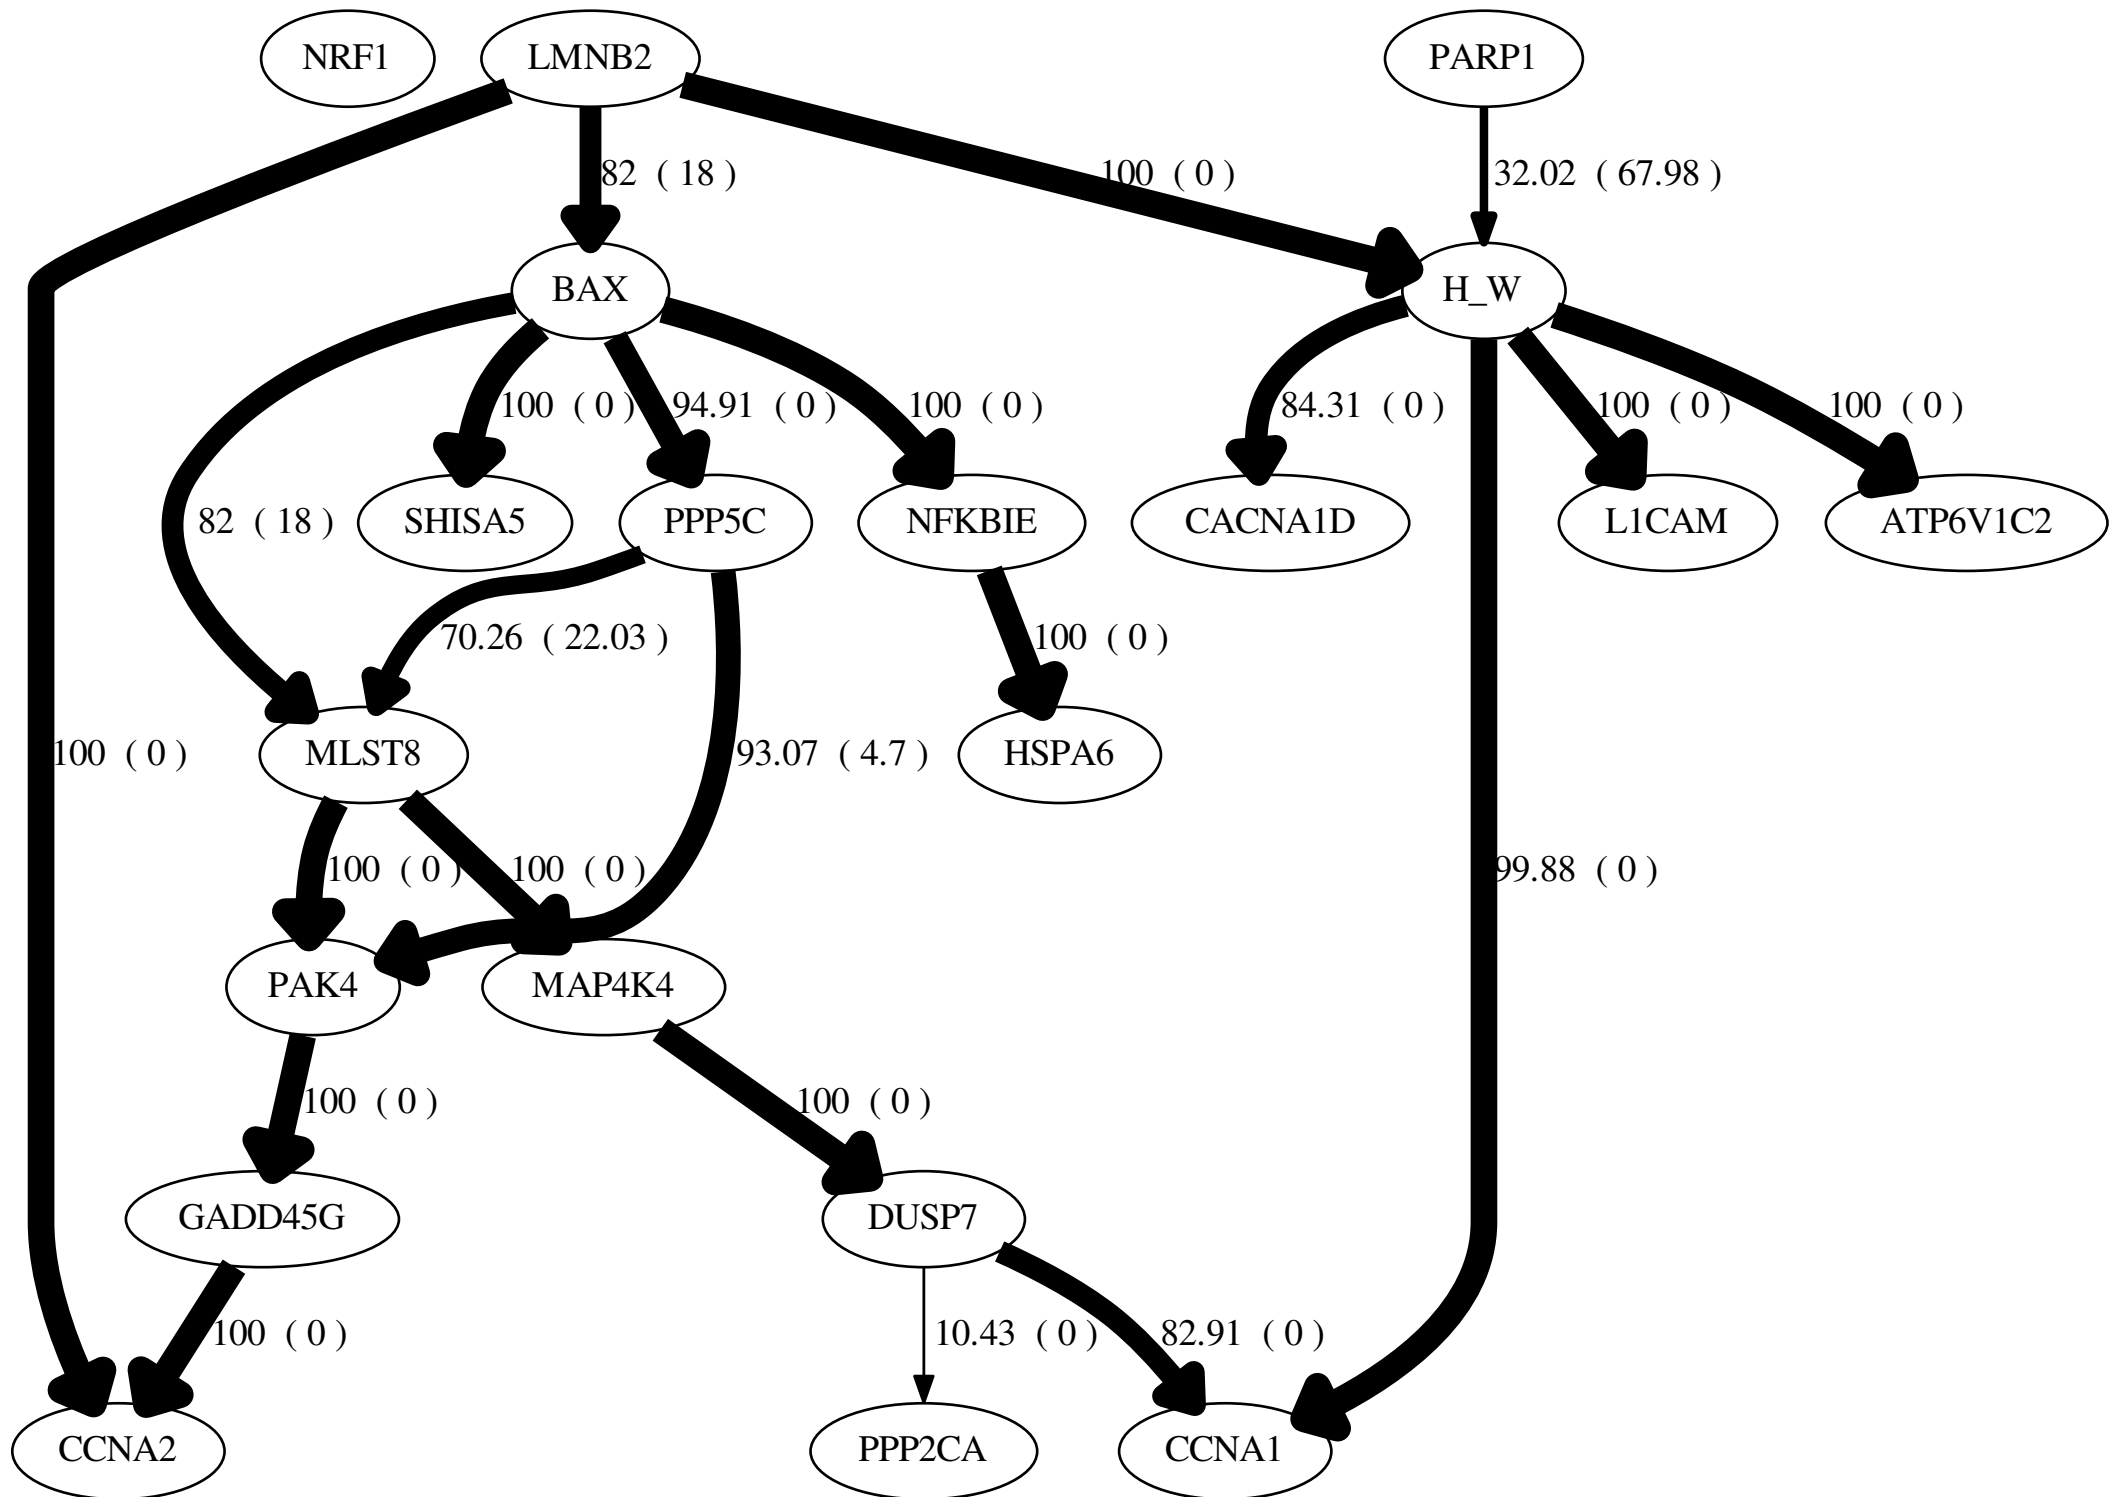 NRF1 LMNB2 PARP1
82 ( 18 ) 100 ( 0 ) 32.02 ( 67.98 )
BAX H_W
100 ( 0 ) 94.91 ( 0 ) 100 ( 0 ) 84.31 ( 0 ) 100 ( 0 ) 100 ( 0 )
82 ( 18 ) SHISA5 PPP5C NFKBIE CACNA1D L1CAM ATP6V1C2
70.26 ( 22.03 ) 100 ( 0 )
100 ( 0 ) MLST8 93.07 ( 4.7 ) HSPA6
100 ( 0 ) 100 ( 0 ) 99.88 ( 0 )
PAK4 MAP4K4
100 ( 0 ) 100 ( 0 )
GADD45G DUSP7
100 ( 0 ) 10.43 ( 0 ) 82.91 ( 0 )
CCNA2 PPP2CA CCNA1